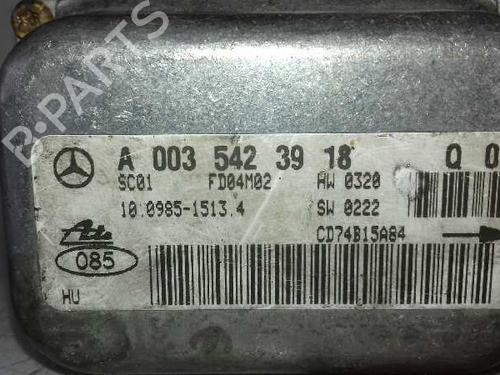 B-PARTS
A 003 542 39 18 Q 0
SC01 FD04M02 HW 0320
10.0985-1513.4 SW 0222
Ate CD74B15A84
085
HU